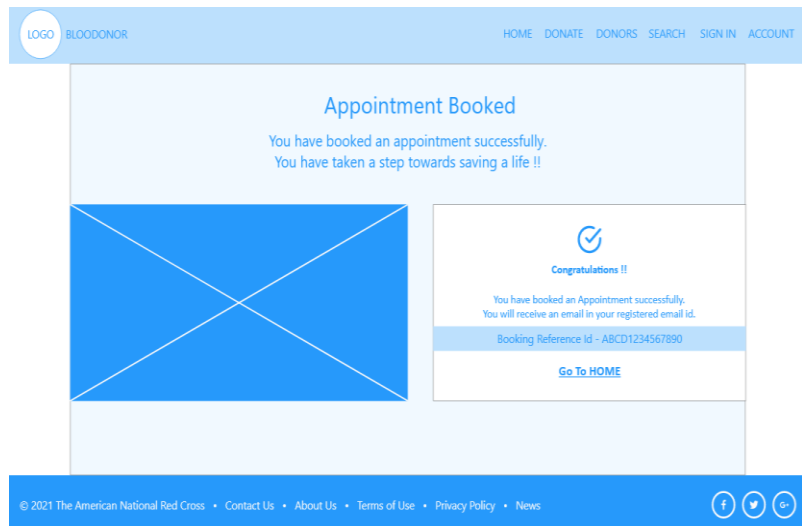 LOGO BLOODONOR HOME DONATE DONORS SEARCH SIGN IN ACCOUNT
Appointment Booked
You have booked an appointment successfully.
You have taken a step towards saving a life !!
Congratulations !!
You have booked an Appointment successfully.
You will receive an email in your registered email id.
Booking Reference Id - ABCD1234567890
Go To HOME
© 2021 The American National Red Cross • Contact Us • About Us • Terms of Use • Privacy Policy • News